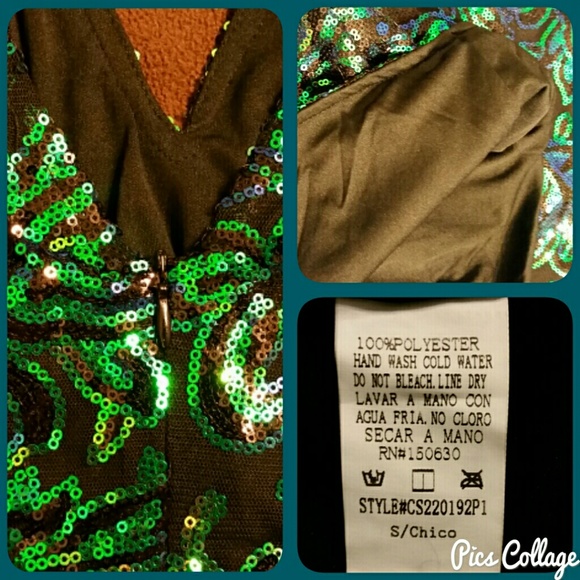 100%POLYESTER
HAND WASH COLD WATER
DO NOT BLEACH.LINE DRY
LAVAR A MANO CON
AGUA FRIA. NO CLORO
SECAR A MANO
RN#150630
STYLE#CS220192P1
S/Chico
Pics Collage